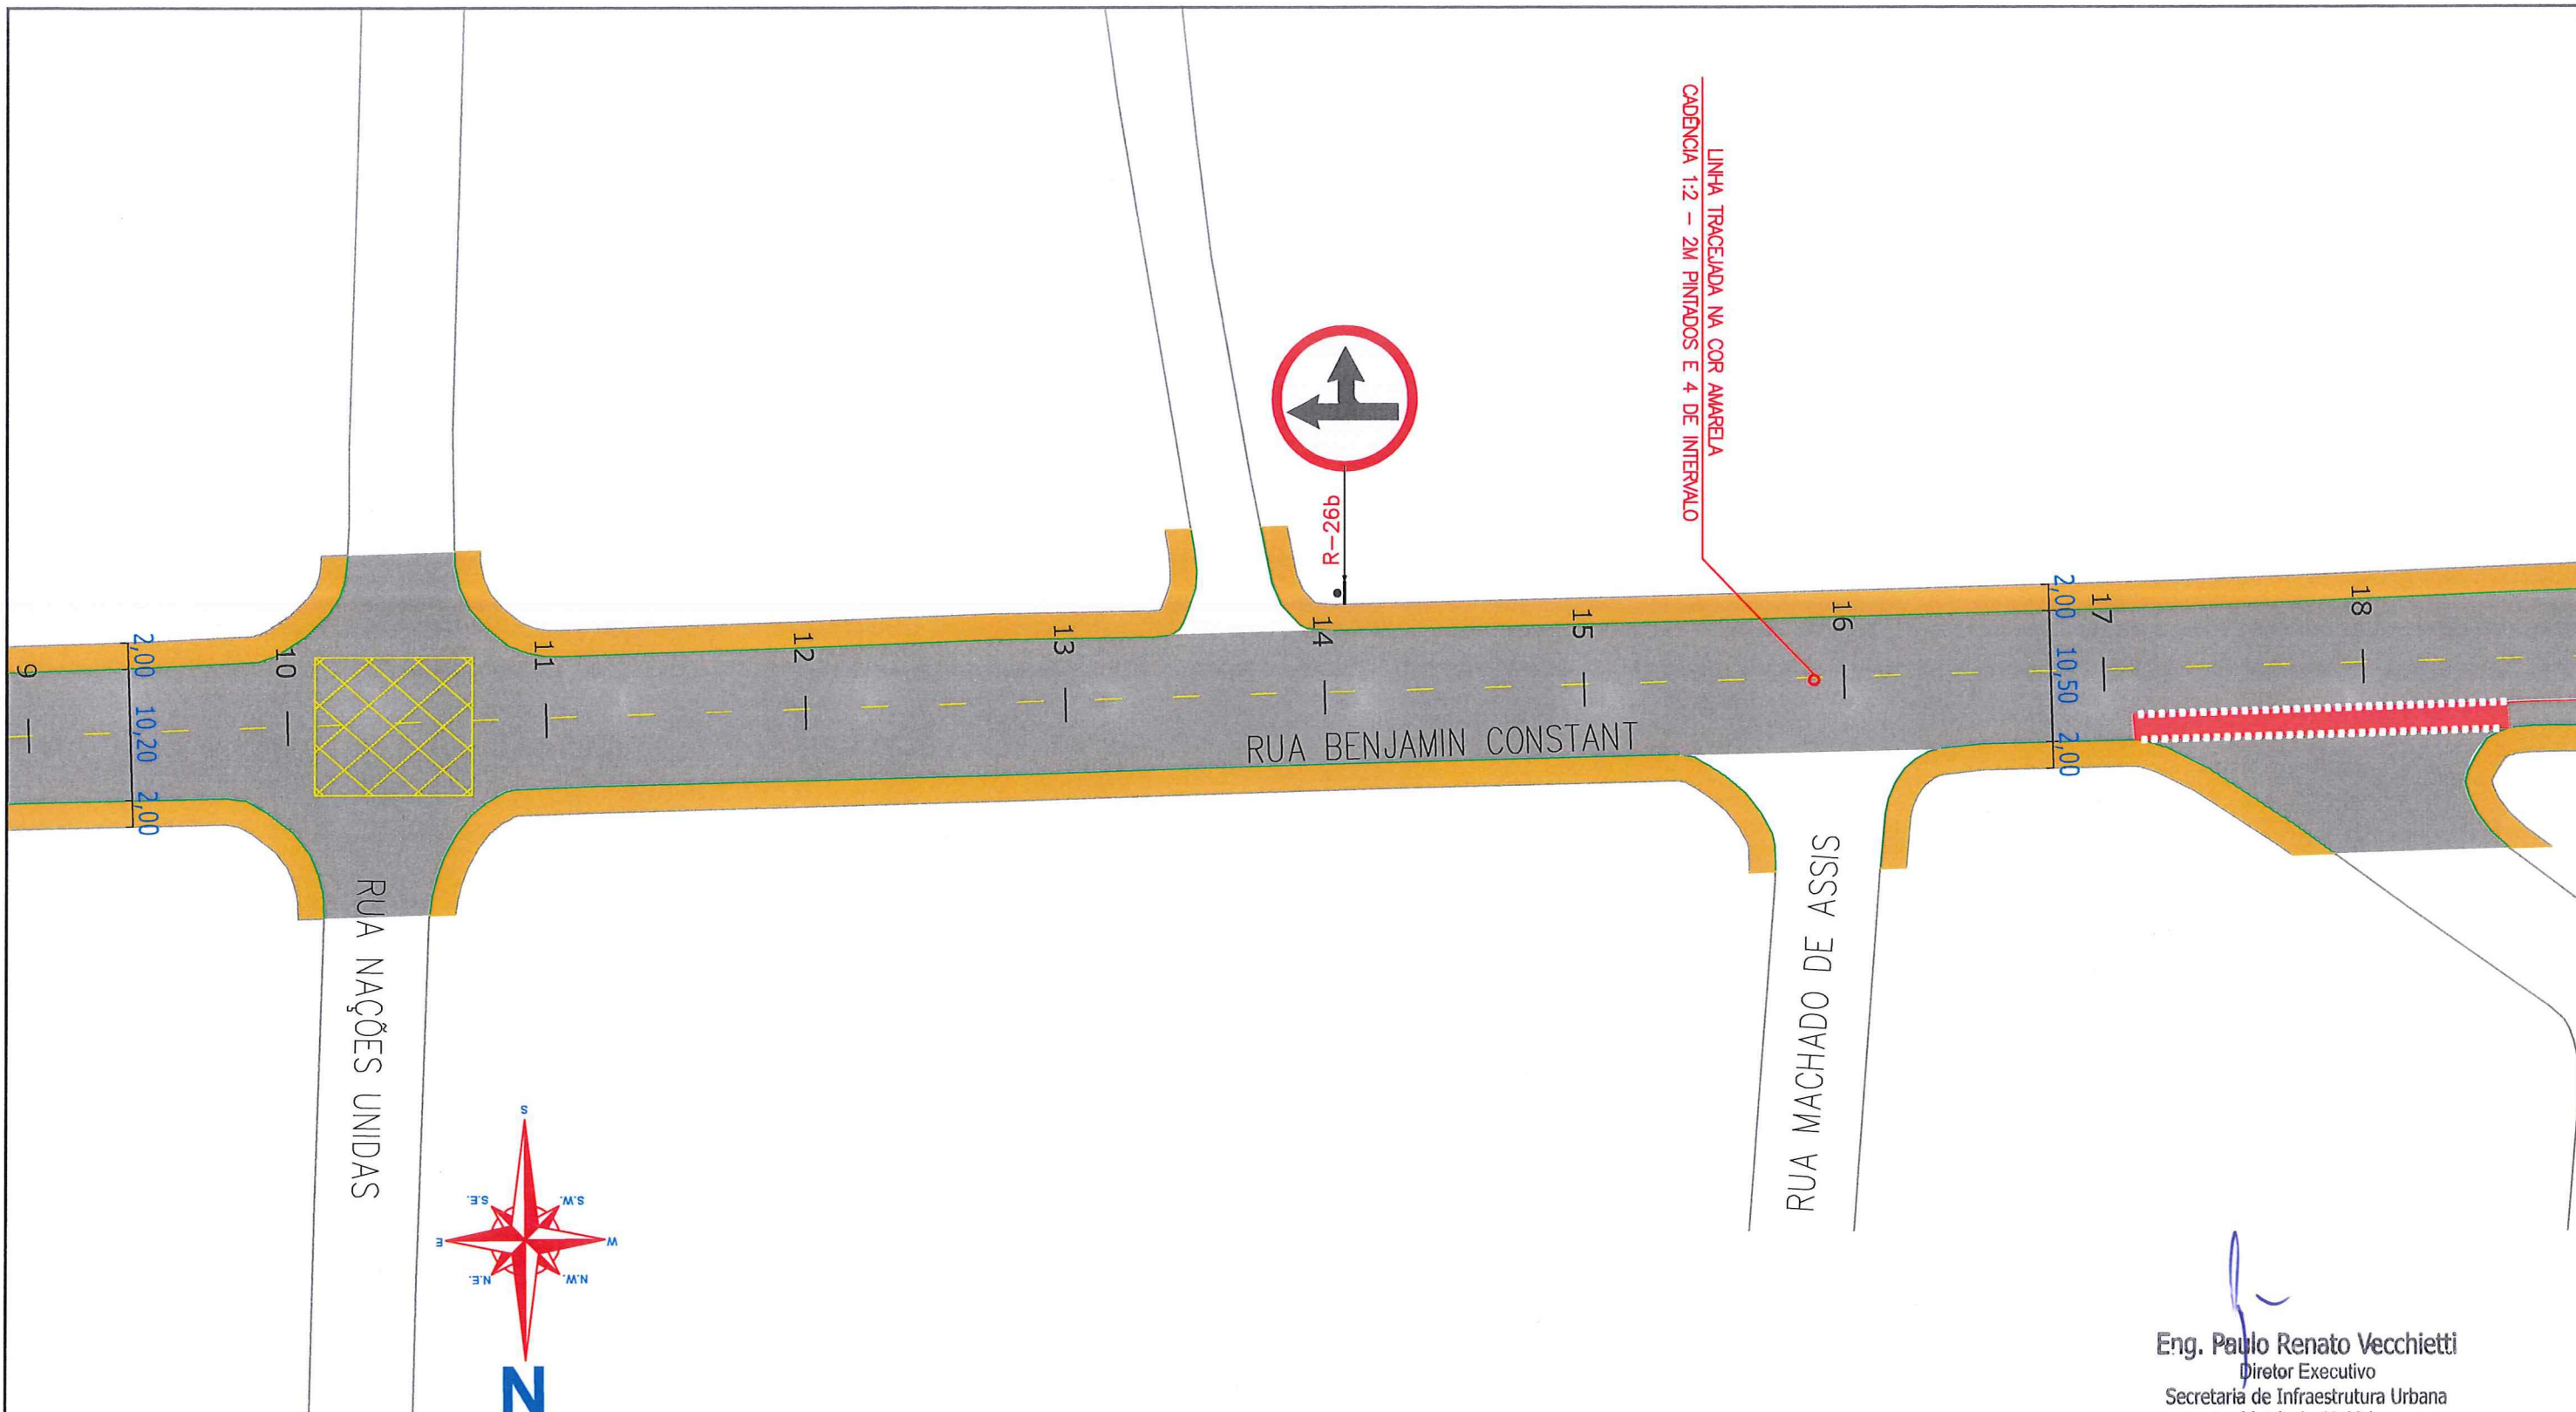 LINHA TRACEJADA NA COR AMARELA
CADÊNCIA 1:2 - 2M PINTADOS E 4 DE INTERVALO
R-26b
9
10
11
12
13
14
15
16
17
18
2,00
10,20
2,00
2,00
10,50
2,00
RUA BENJAMIN CONSTANT
RUA NAÇÕES UNIDAS
RUA MACHADO DE ASSIS
S
S.E.
S.W.
E
W
N.E.
N.W.
N
Eng. Paulo Renato Vecchietti
Diretor Executivo
Secretaria de Infraestrutura Urbana